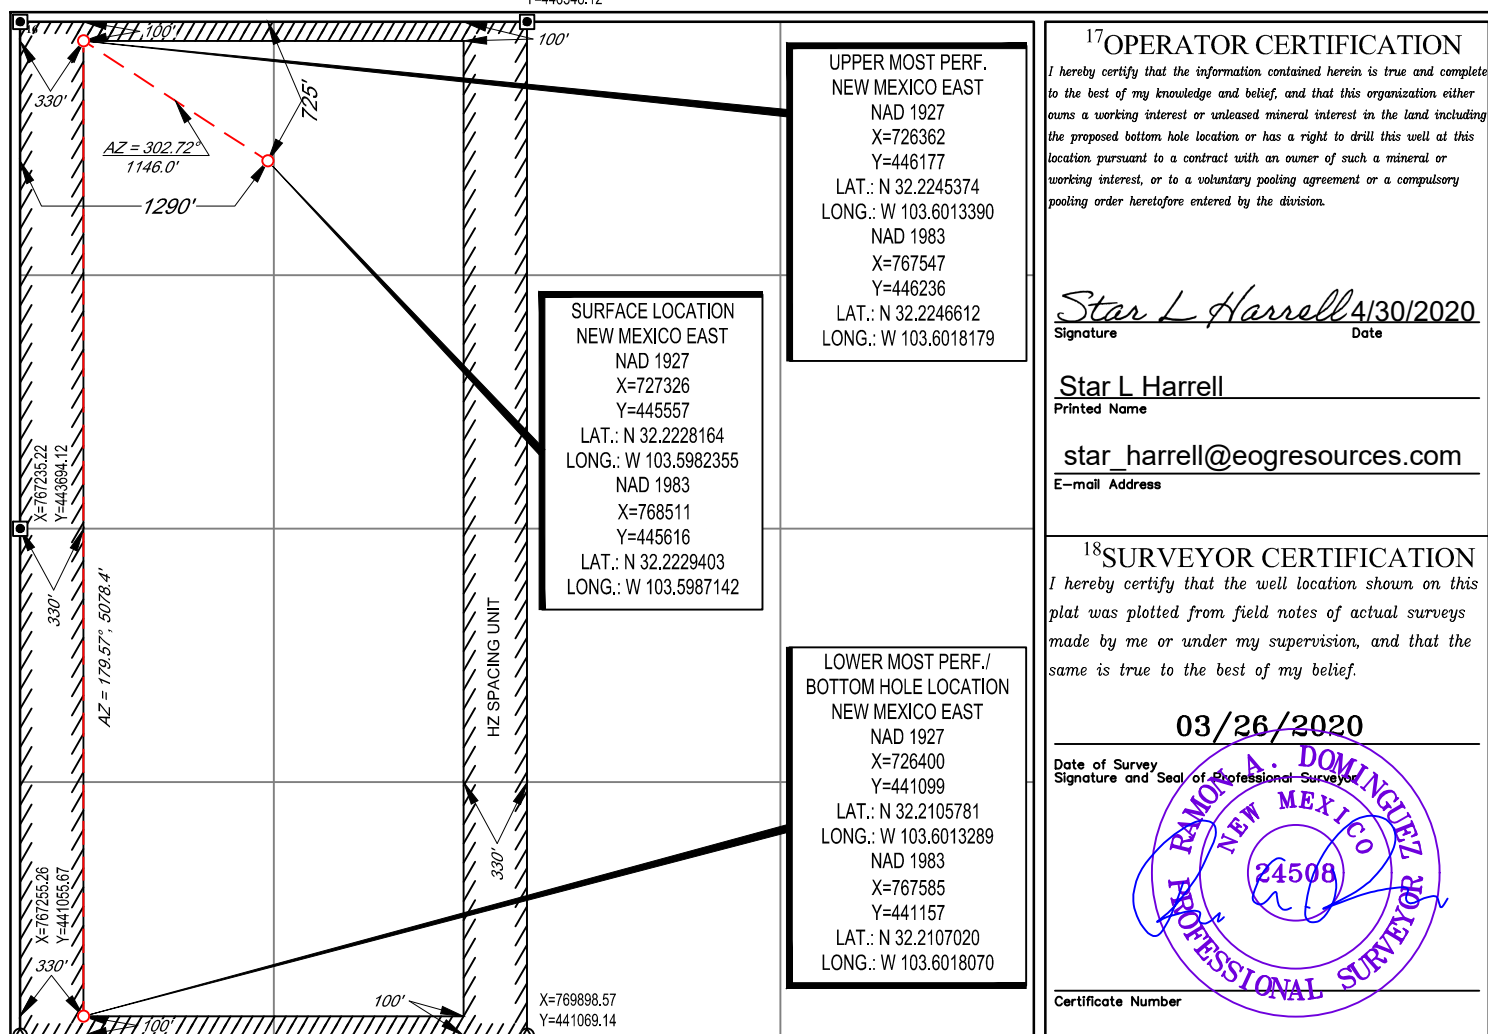 100'
100'
330'
725'
AZ = 302.72°
1146.0'
1290'
X=767235.22
Y=443694.12
330'
AZ = 179.57°, 5078.4'
HZ SPACING UNIT
330'
X=767255.26
Y=441055.67
330'
100'
100'
X=769898.57
Y=441069.14
UPPER MOST PERF.
NEW MEXICO EAST
NAD 1927
X=726362
Y=446177
LAT.: N 32.2245374
LONG.: W 103.6013390
NAD 1983
X=767547
Y=446236
LAT.: N 32.2246612
LONG.: W 103.6018179
SURFACE LOCATION
NEW MEXICO EAST
NAD 1927
X=727326
Y=445557
LAT.: N 32.2228164
LONG.: W 103.5982355
NAD 1983
X=768511
Y=445616
LAT.: N 32.2229403
LONG.: W 103.5987142
LOWER MOST PERF./
BOTTOM HOLE LOCATION
NEW MEXICO EAST
NAD 1927
X=726400
Y=441099
LAT.: N 32.2105781
LONG.: W 103.6013289
NAD 1983
X=767585
Y=441157
LAT.: N 32.2107020
LONG.: W 103.6018070
17 OPERATOR CERTIFICATION
I hereby certify that the information contained herein is true and complete
to the best of my knowledge and belief, and that this organization either
owns a working interest or unleased mineral interest in the land including
the proposed bottom hole location or has a right to drill this well at this
location pursuant to a contract with an owner of such a mineral or
working interest, or to a voluntary pooling agreement or a compulsory
pooling order heretofore entered by the division.
Star L Harrell 4/30/2020
Signature Date
Star L Harrell
Printed Name
star_harrell@eogresources.com
E-mail Address
18 SURVEYOR CERTIFICATION
I hereby certify that the well location shown on this
plat was plotted from field notes of actual surveys
made by me or under my supervision, and that the
same is true to the best of my belief.
03/26/2020
Date of Survey
Signature and Seal of Professional Surveyor
RAMON A. DOMINGUEZ
NEW MEXICO
24508
PROFESSIONAL SURVEYOR
Certificate Number